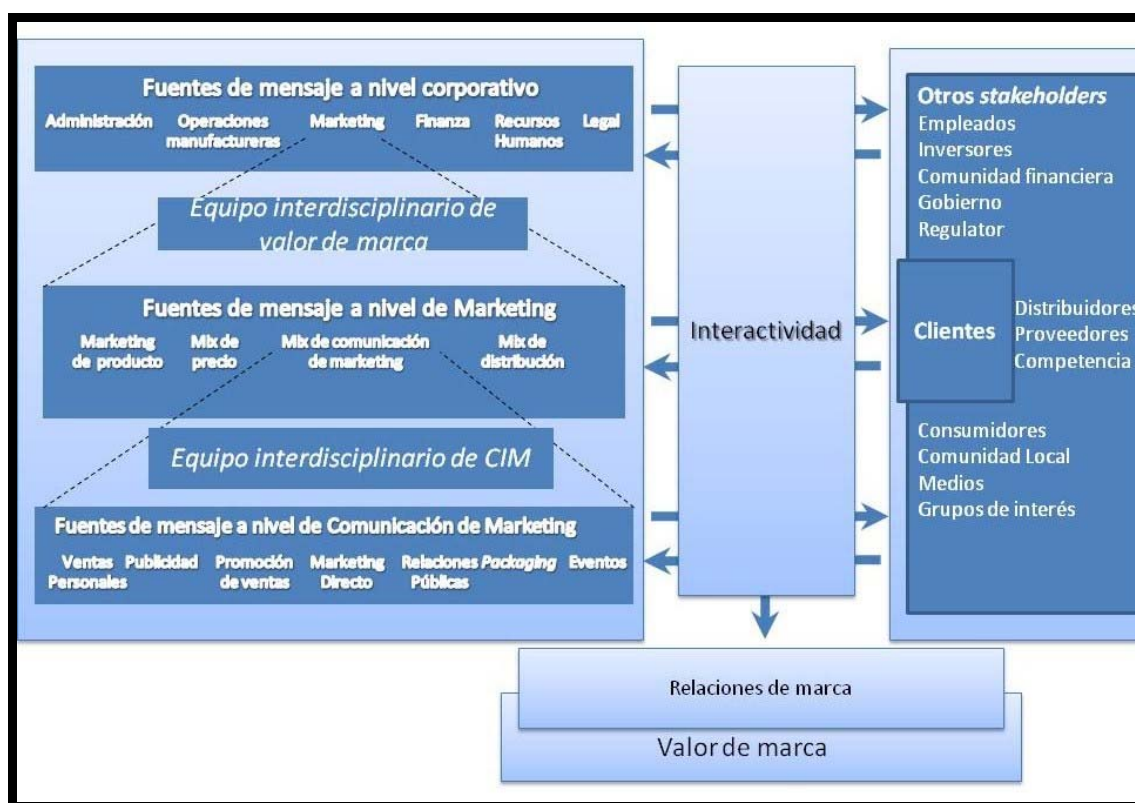 Fuentes de mensaje a nivel corporativo
Administración Operaciones Marketing Finanza Recursos Legal
manufactureras Humanos
Equipo interdisciplinario de
valor de marca
Fuentes de mensaje a nivel de Marketing
Marketing Mix de Mix de comunicación Mix de
de producto precio de marketing distribución
Equipo interdisciplinario de CIM
Fuentes de mensaje a nivel de Comunicación de Marketing
Ventas Publicidad Promoción Marketing Relaciones Packaging Eventos
Personales de ventas Directo Públicas
Interactividad
Otros stakeholders
Empleados
Inversores
Comunidad financiera
Gobierno
Regulator
Clientes
Distribuidores
Proveedores
Competencia
Consumidores
Comunidad Local
Medios
Grupos de interés
Relaciones de marca
Valor de marca